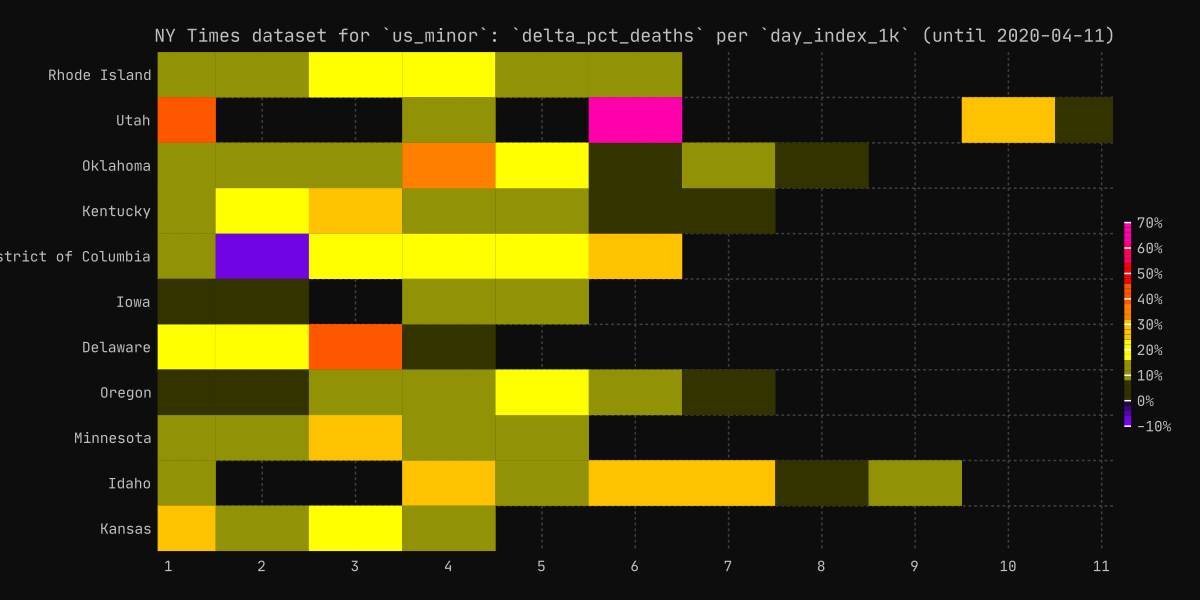 NY Times dataset for `us_minor`: `delta_pct_deaths` per `day_index_1k` (until 2020-04-11)
Rhode Island
Utah
Oklahoma
Kentucky
strict of Columbia
Iowa
Delaware
Oregon
Minnesota
Idaho
Kansas
1 2 3 4 5 6 7 8 9 10 11
70%
60%
50%
40%
30%
20%
10%
0%
-10%